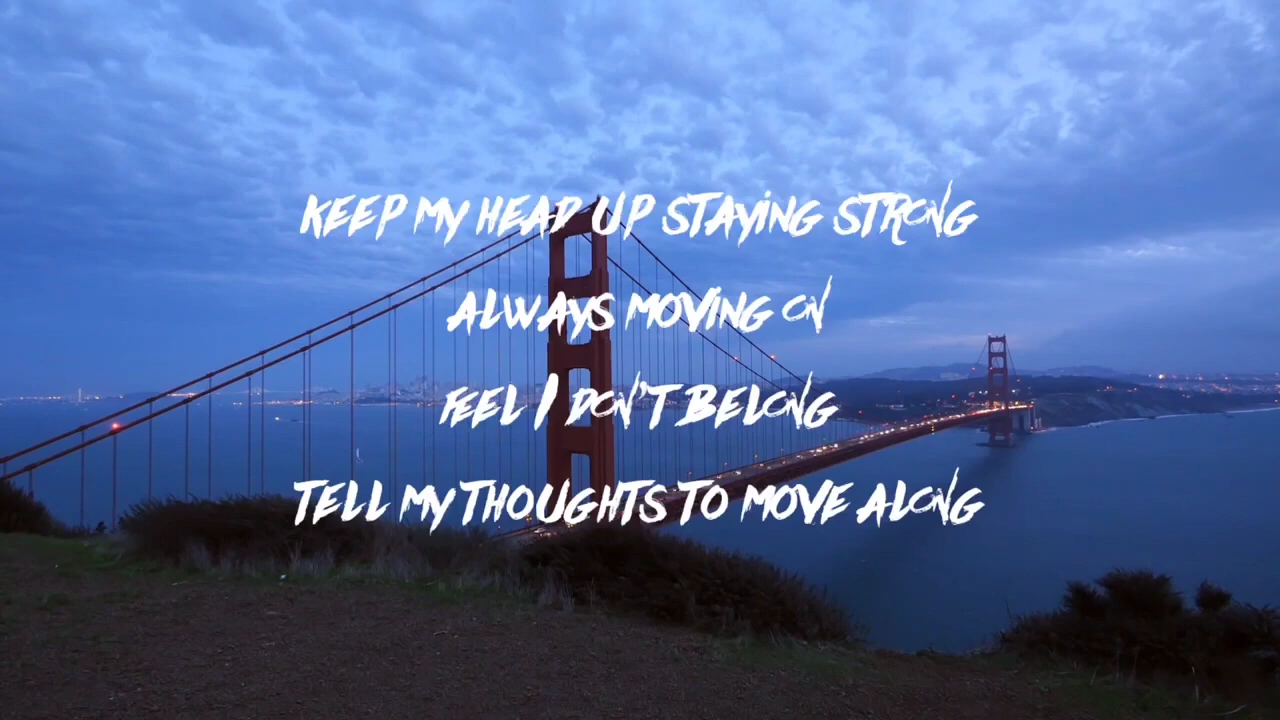 KEEP MY HEAD UP STAYING STRONG
ALWAYS MOVING ON
FEEL I DON'T BELONG
TELL MY THOUGHTS TO MOVE ALONG